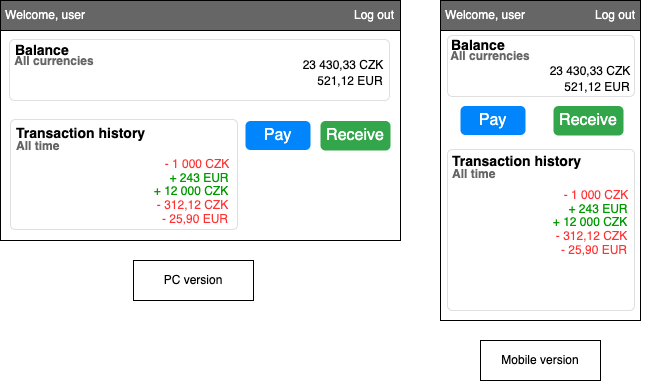 Welcome, user
Log out
Balance
All currencies
23 430,33 CZK
521,12 EUR
Transaction history
All time
- 1 000 CZK
+ 243 EUR
+ 12 000 CZK
- 312,12 CZK
- 25,90 EUR
Pay
Receive
PC version
Welcome, user
Log out
Balance
All currencies
23 430,33 CZK
521,12 EUR
Pay
Receive
Transaction history
All time
- 1 000 CZK
+ 243 EUR
+ 12 000 CZK
- 312,12 CZK
- 25,90 EUR
Mobile version